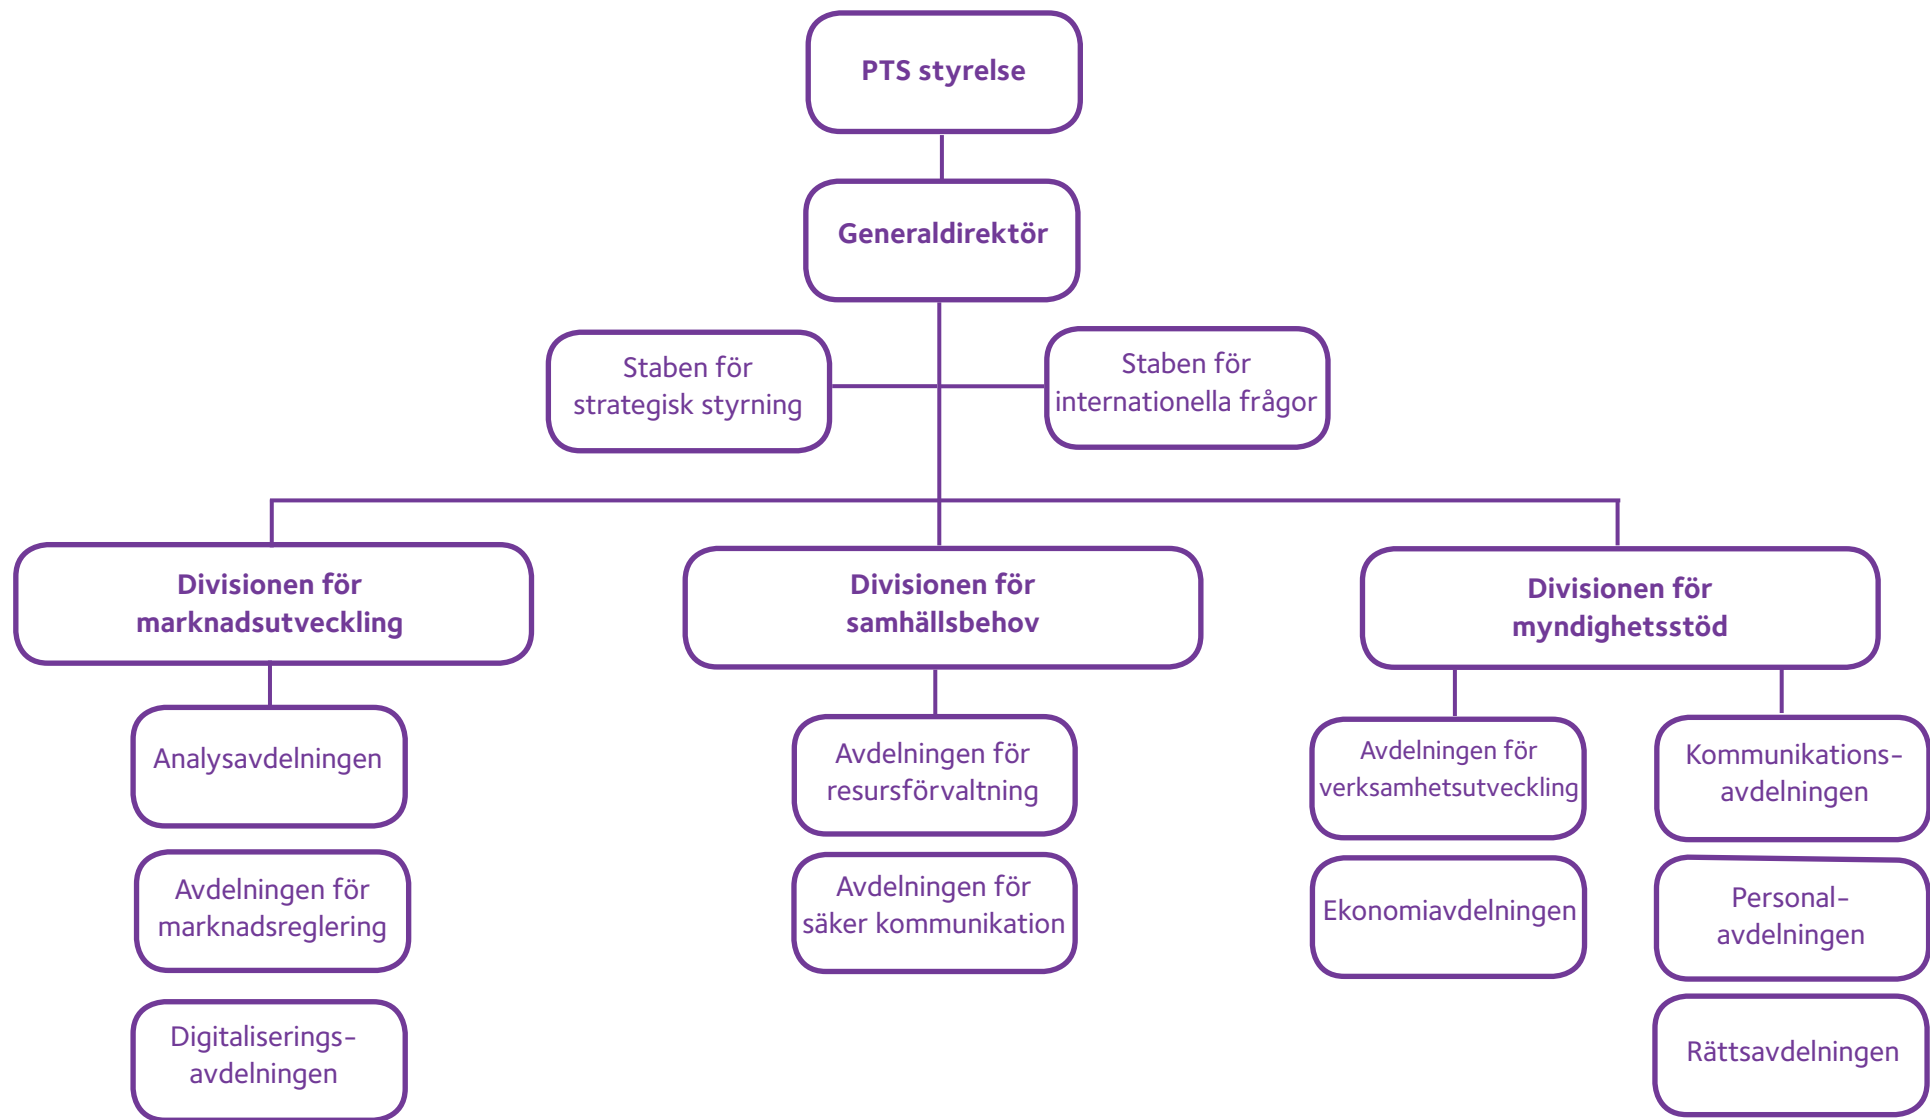 PTS styrelse
Generaldirektör
Staben för
strategisk styrning
Staben för
internationella frågor
Divisionen för
marknadsutveckling
Divisionen för
samhällsbehov
Divisionen för
myndighetsstöd
Analysavdelningen
Avdelningen för
marknadsreglering
Digitaliserings-
avdelningen
Avdelningen för
resursförvaltning
Avdelningen för
säker kommunikation
Avdelningen för
verksamhetsutveckling
Ekonomiavdelningen
Kommunikations-
avdelningen
Personal-
avdelningen
Rättsavdelningen